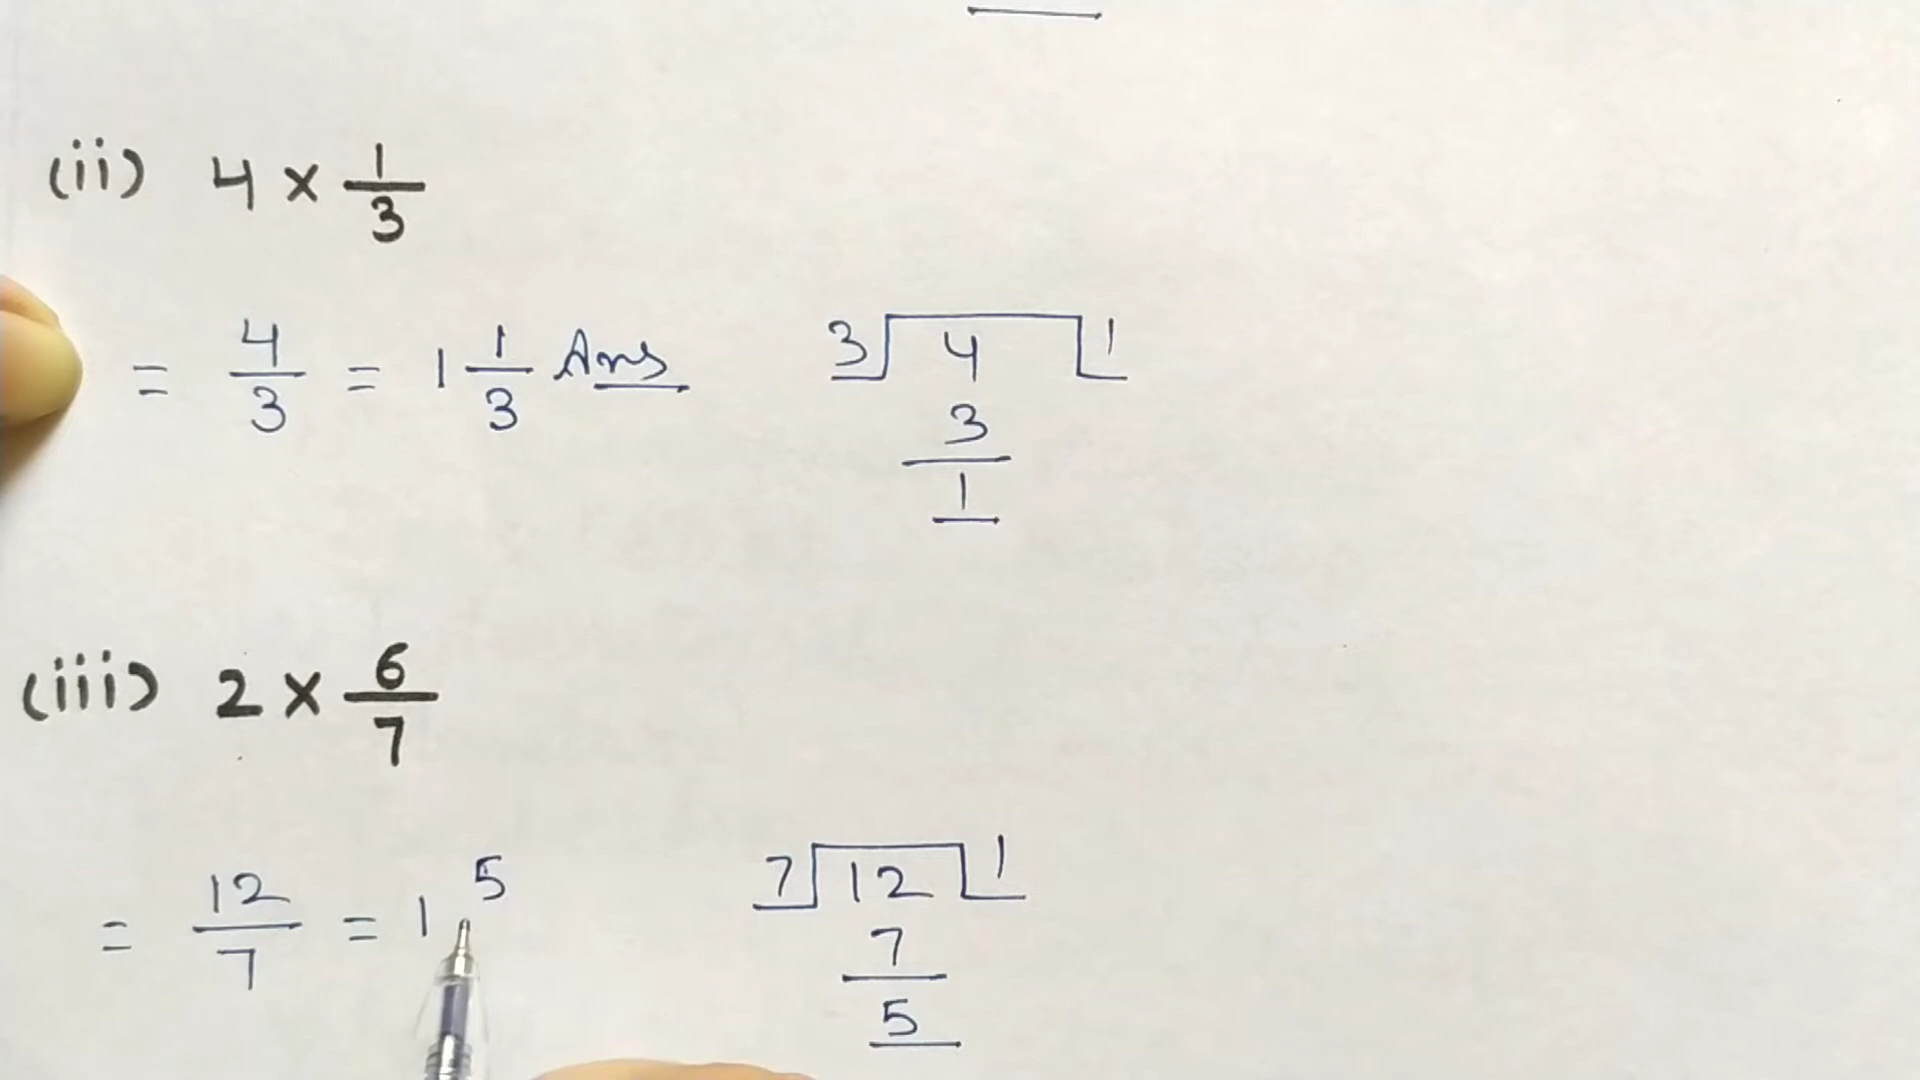 (ii) 4 × 1/3
= 4/3 = 1 1/3 Ans
3 4 1
3
1
(iii) 2 × 6/7
= 12/7 = 1 5
7 12 1
7
5